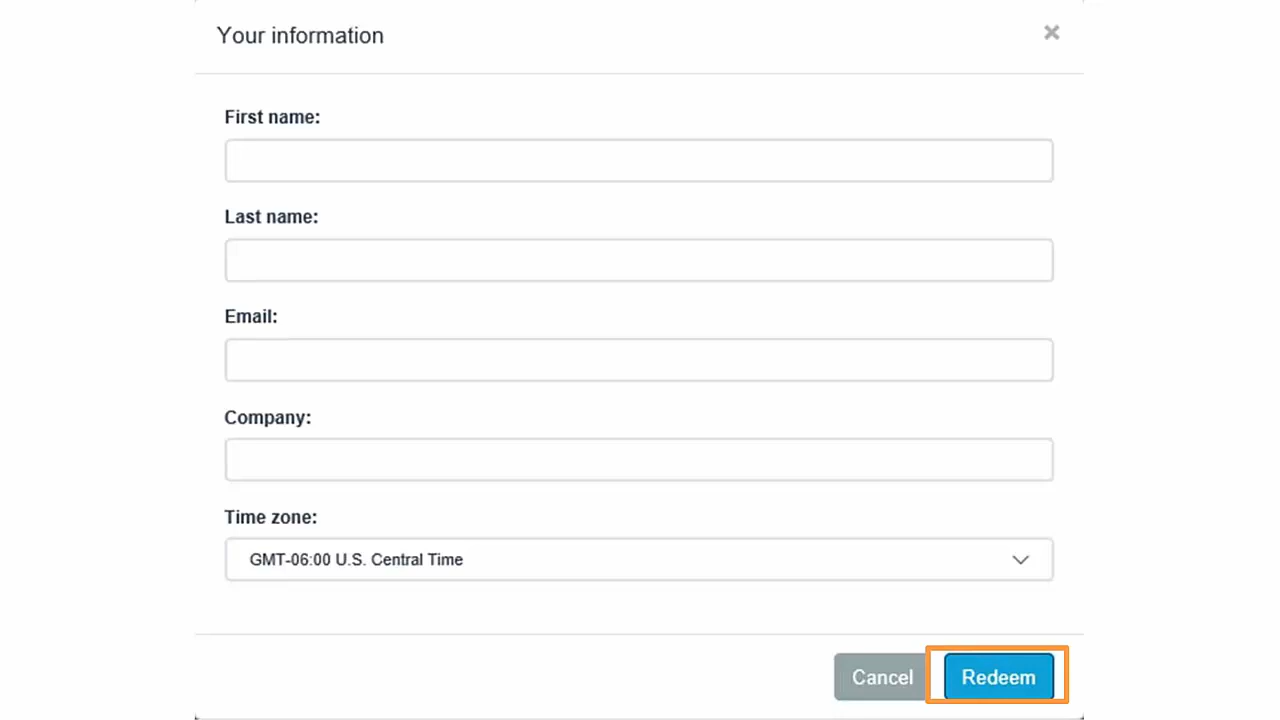 Your information
×
First name:
Last name:
Email:
Company:
Time zone:
GMT-06:00 U.S. Central Time
Cancel Redeem